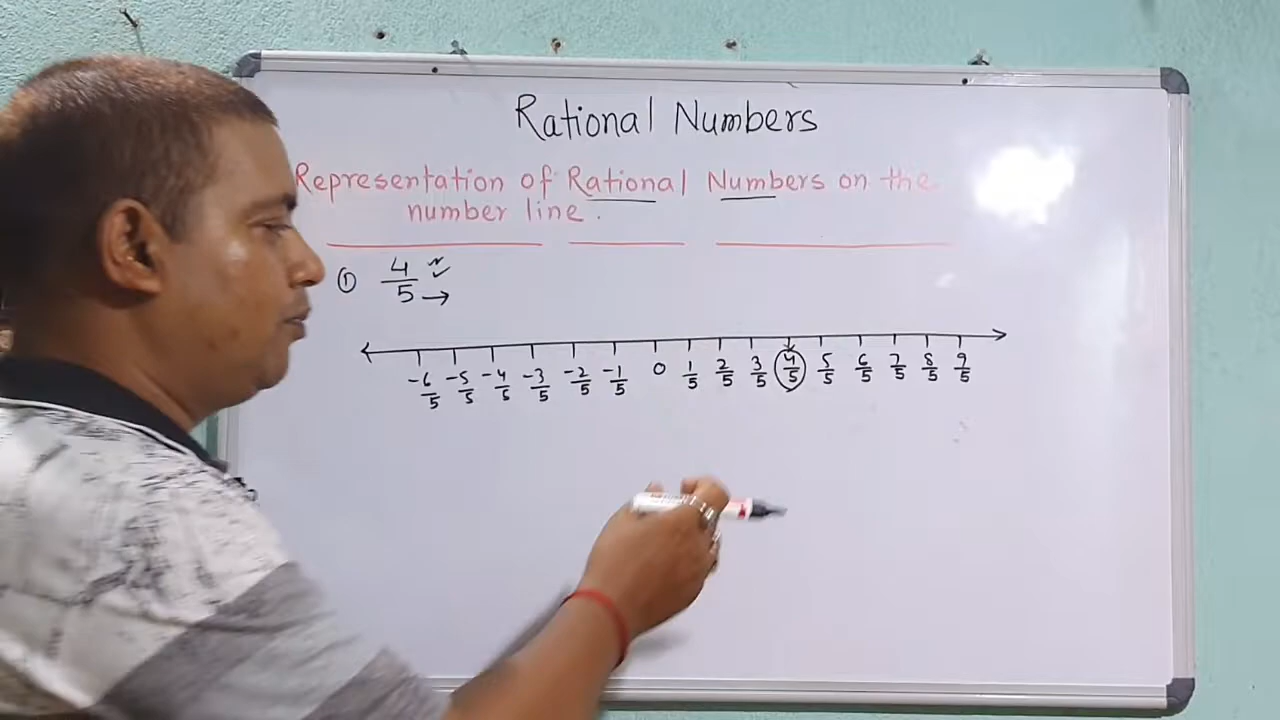 Rational Numbers
Representation of Rational Numbers on the
number line.
① 4/5
-6/5 -5/5 -4/5 -3/5 -2/5 -1/5 0 1/5 2/5 3/5 4/5 5/5 6/5 7/5 8/5 9/5